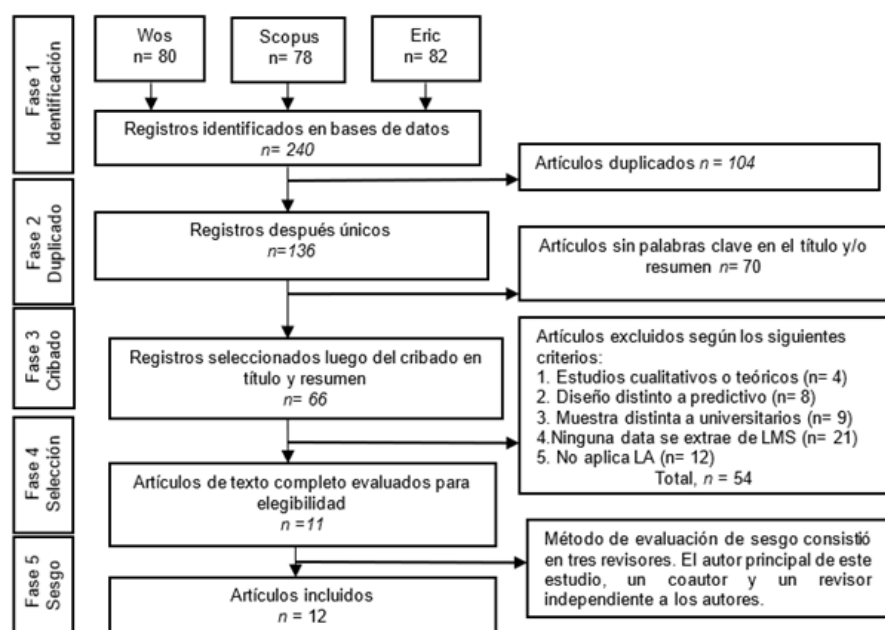 Fase 1
Identificación
Wos
n= 80
Scopus
n= 78
Eric
n= 82
Registros identificados en bases de datos
n= 240
Artículos duplicados n = 104
Fase 2
Duplicado
Registros después únicos
n=136
Artículos sin palabras clave en el título y/o
resumen n= 70
Fase 3
Cribado
Registros seleccionados luego del cribado en
título y resumen
n= 66
Artículos excluidos según los siguientes
criterios:
1. Estudios cualitativos o teóricos (n= 4)
2. Diseño distinto a predictivo (n= 8)
3. Muestra distinta a universitarios (n= 9)
4.Ninguna data se extrae de LMS (n= 21)
5. No aplica LA (n= 12)
Total, n = 54
Fase 4
Selección
Artículos de texto completo evaluados para
elegibilidad
n =11
Fase 5
Sesgo
Método de evaluación de sesgo consistió
en tres revisores. El autor principal de este
estudio, un coautor y un revisor
independiente a los autores.
Artículos incluidos
n = 12